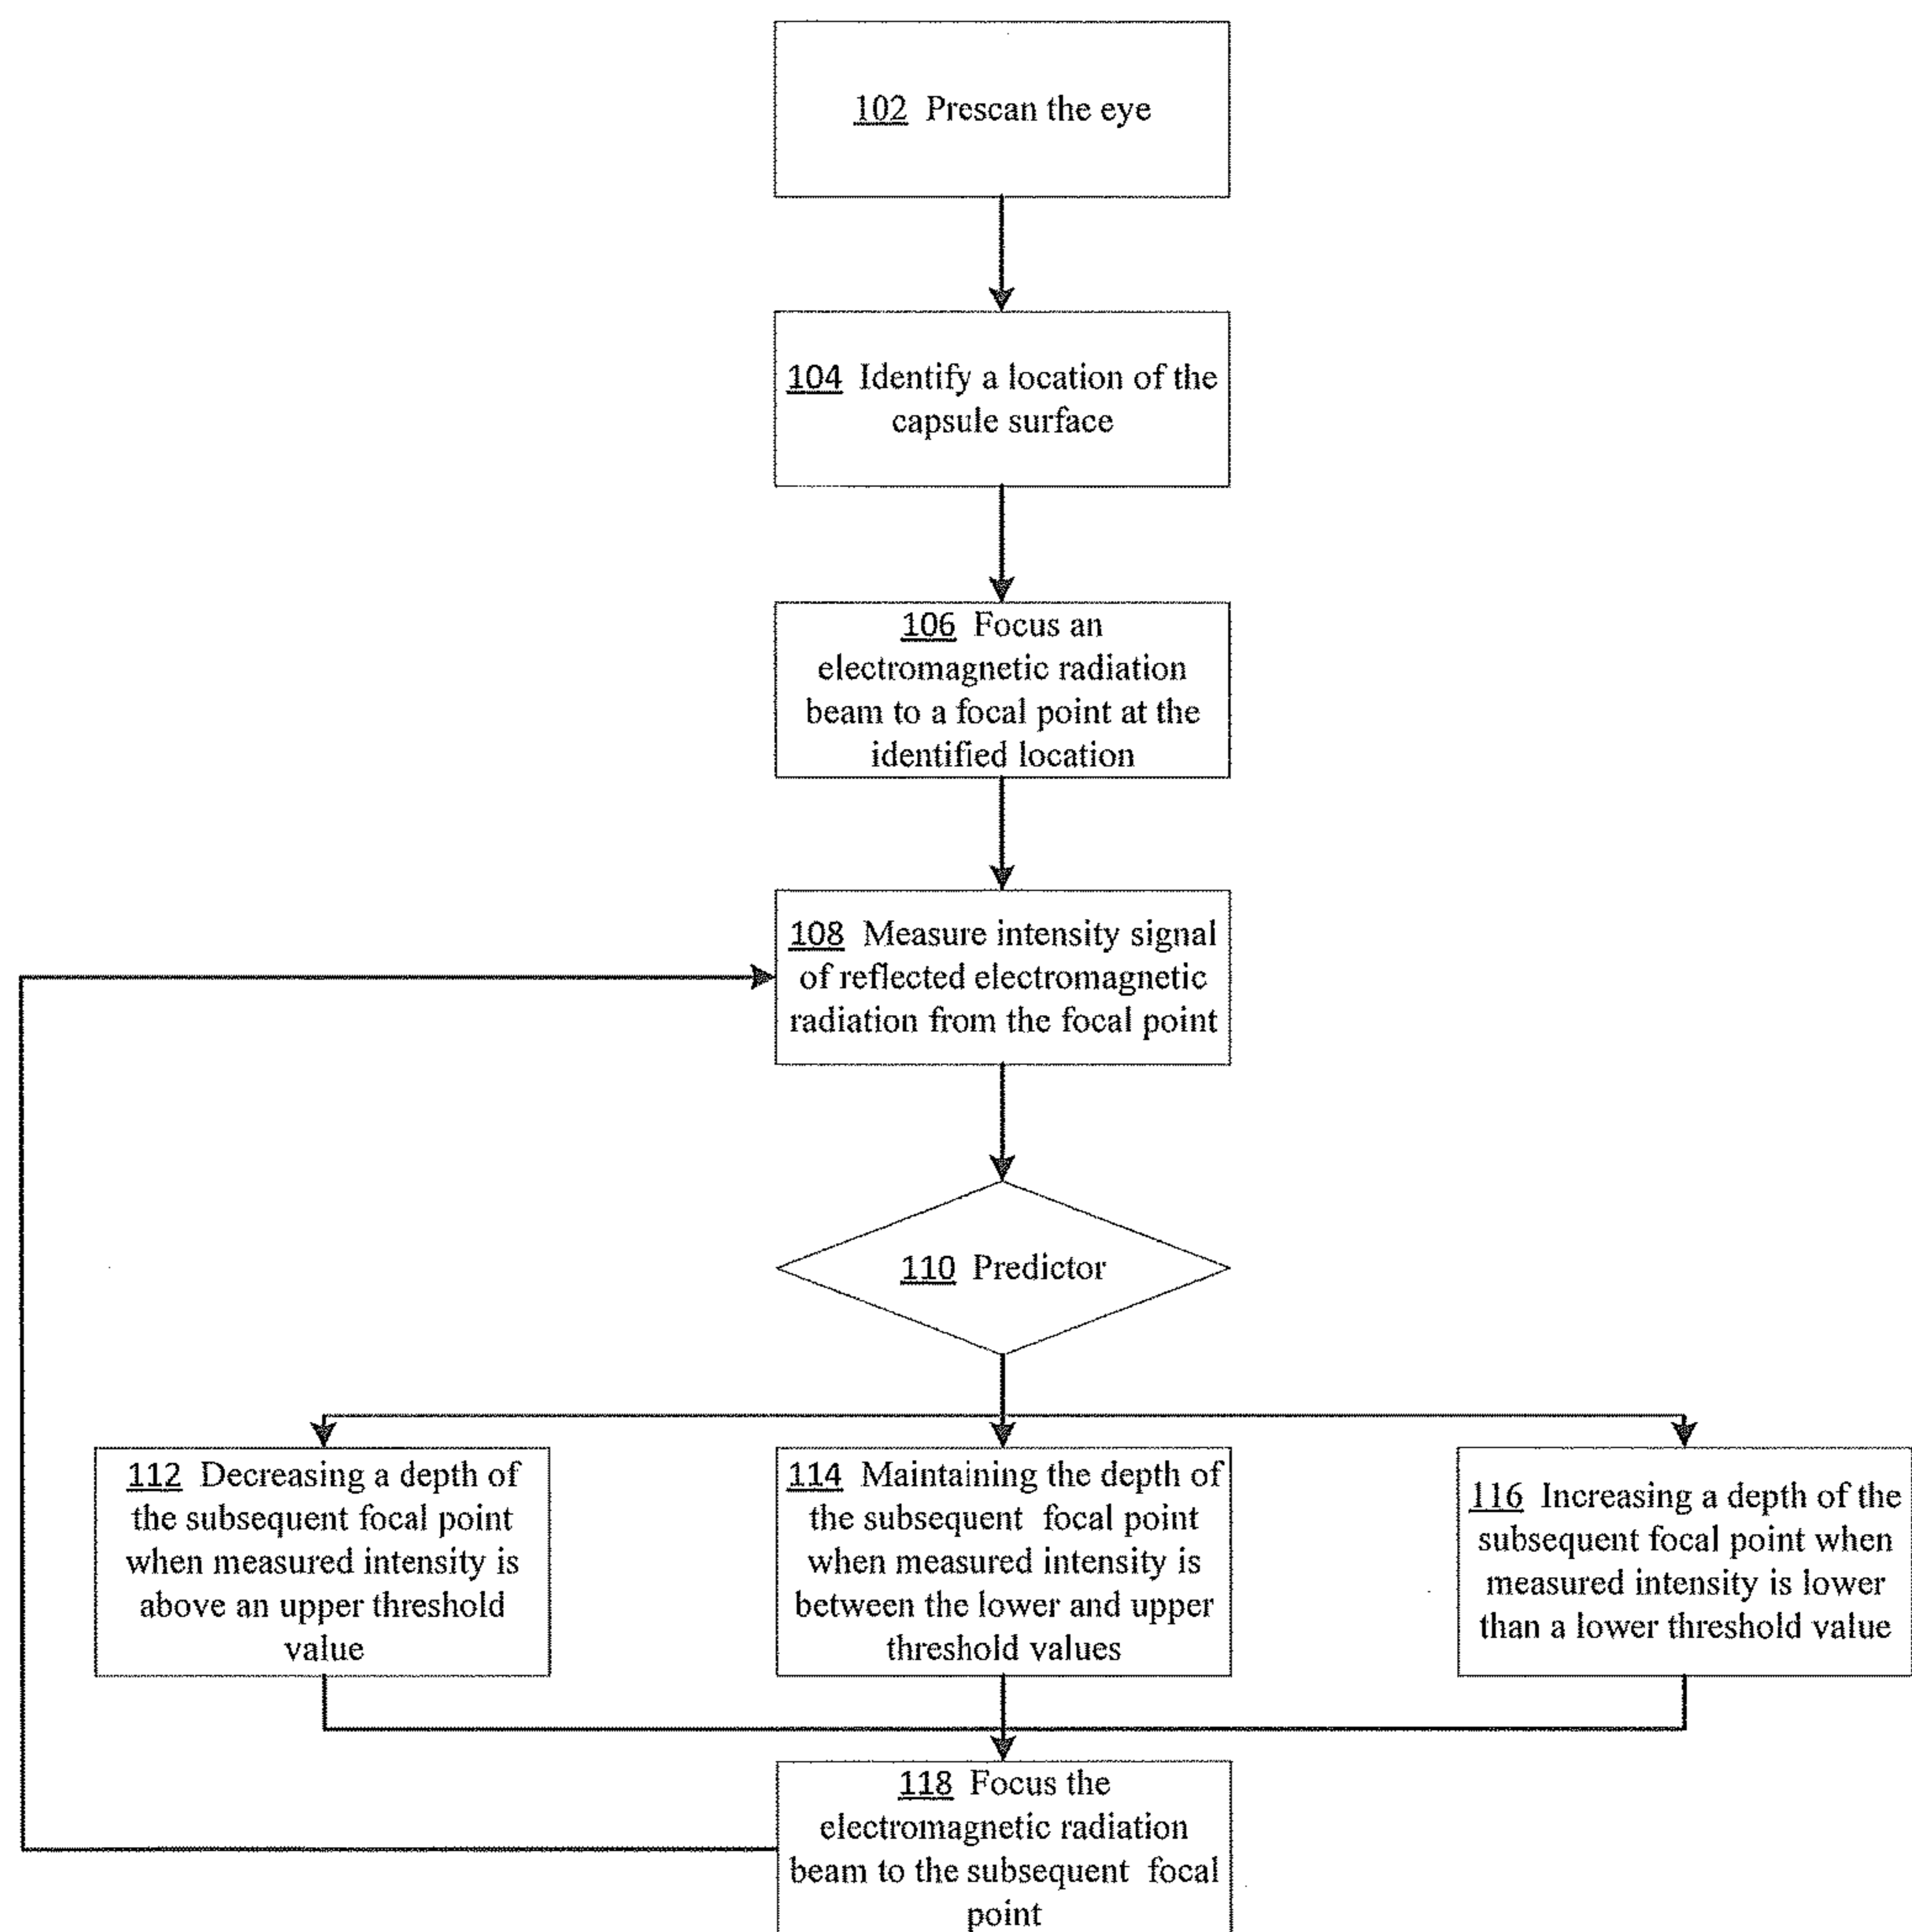 102 Prescan the eye
104 Identify a location of the
capsule surface
106 Focus an
electromagnetic radiation
beam to a focal point at the
identified location
108 Measure intensity signal
of reflected electromagnetic
radiation from the focal point
110 Predictor
112 Decreasing a depth of
the subsequent focal point
when measured intensity is
above an upper threshold
value
114 Maintaining the depth of
the subsequent focal point
when measured intensity is
between the lower and upper
threshold values
116 Increasing a depth of the
subsequent focal point when
measured intensity is lower
than a lower threshold value
118 Focus the
electromagnetic radiation
beam to the subsequent focal
point